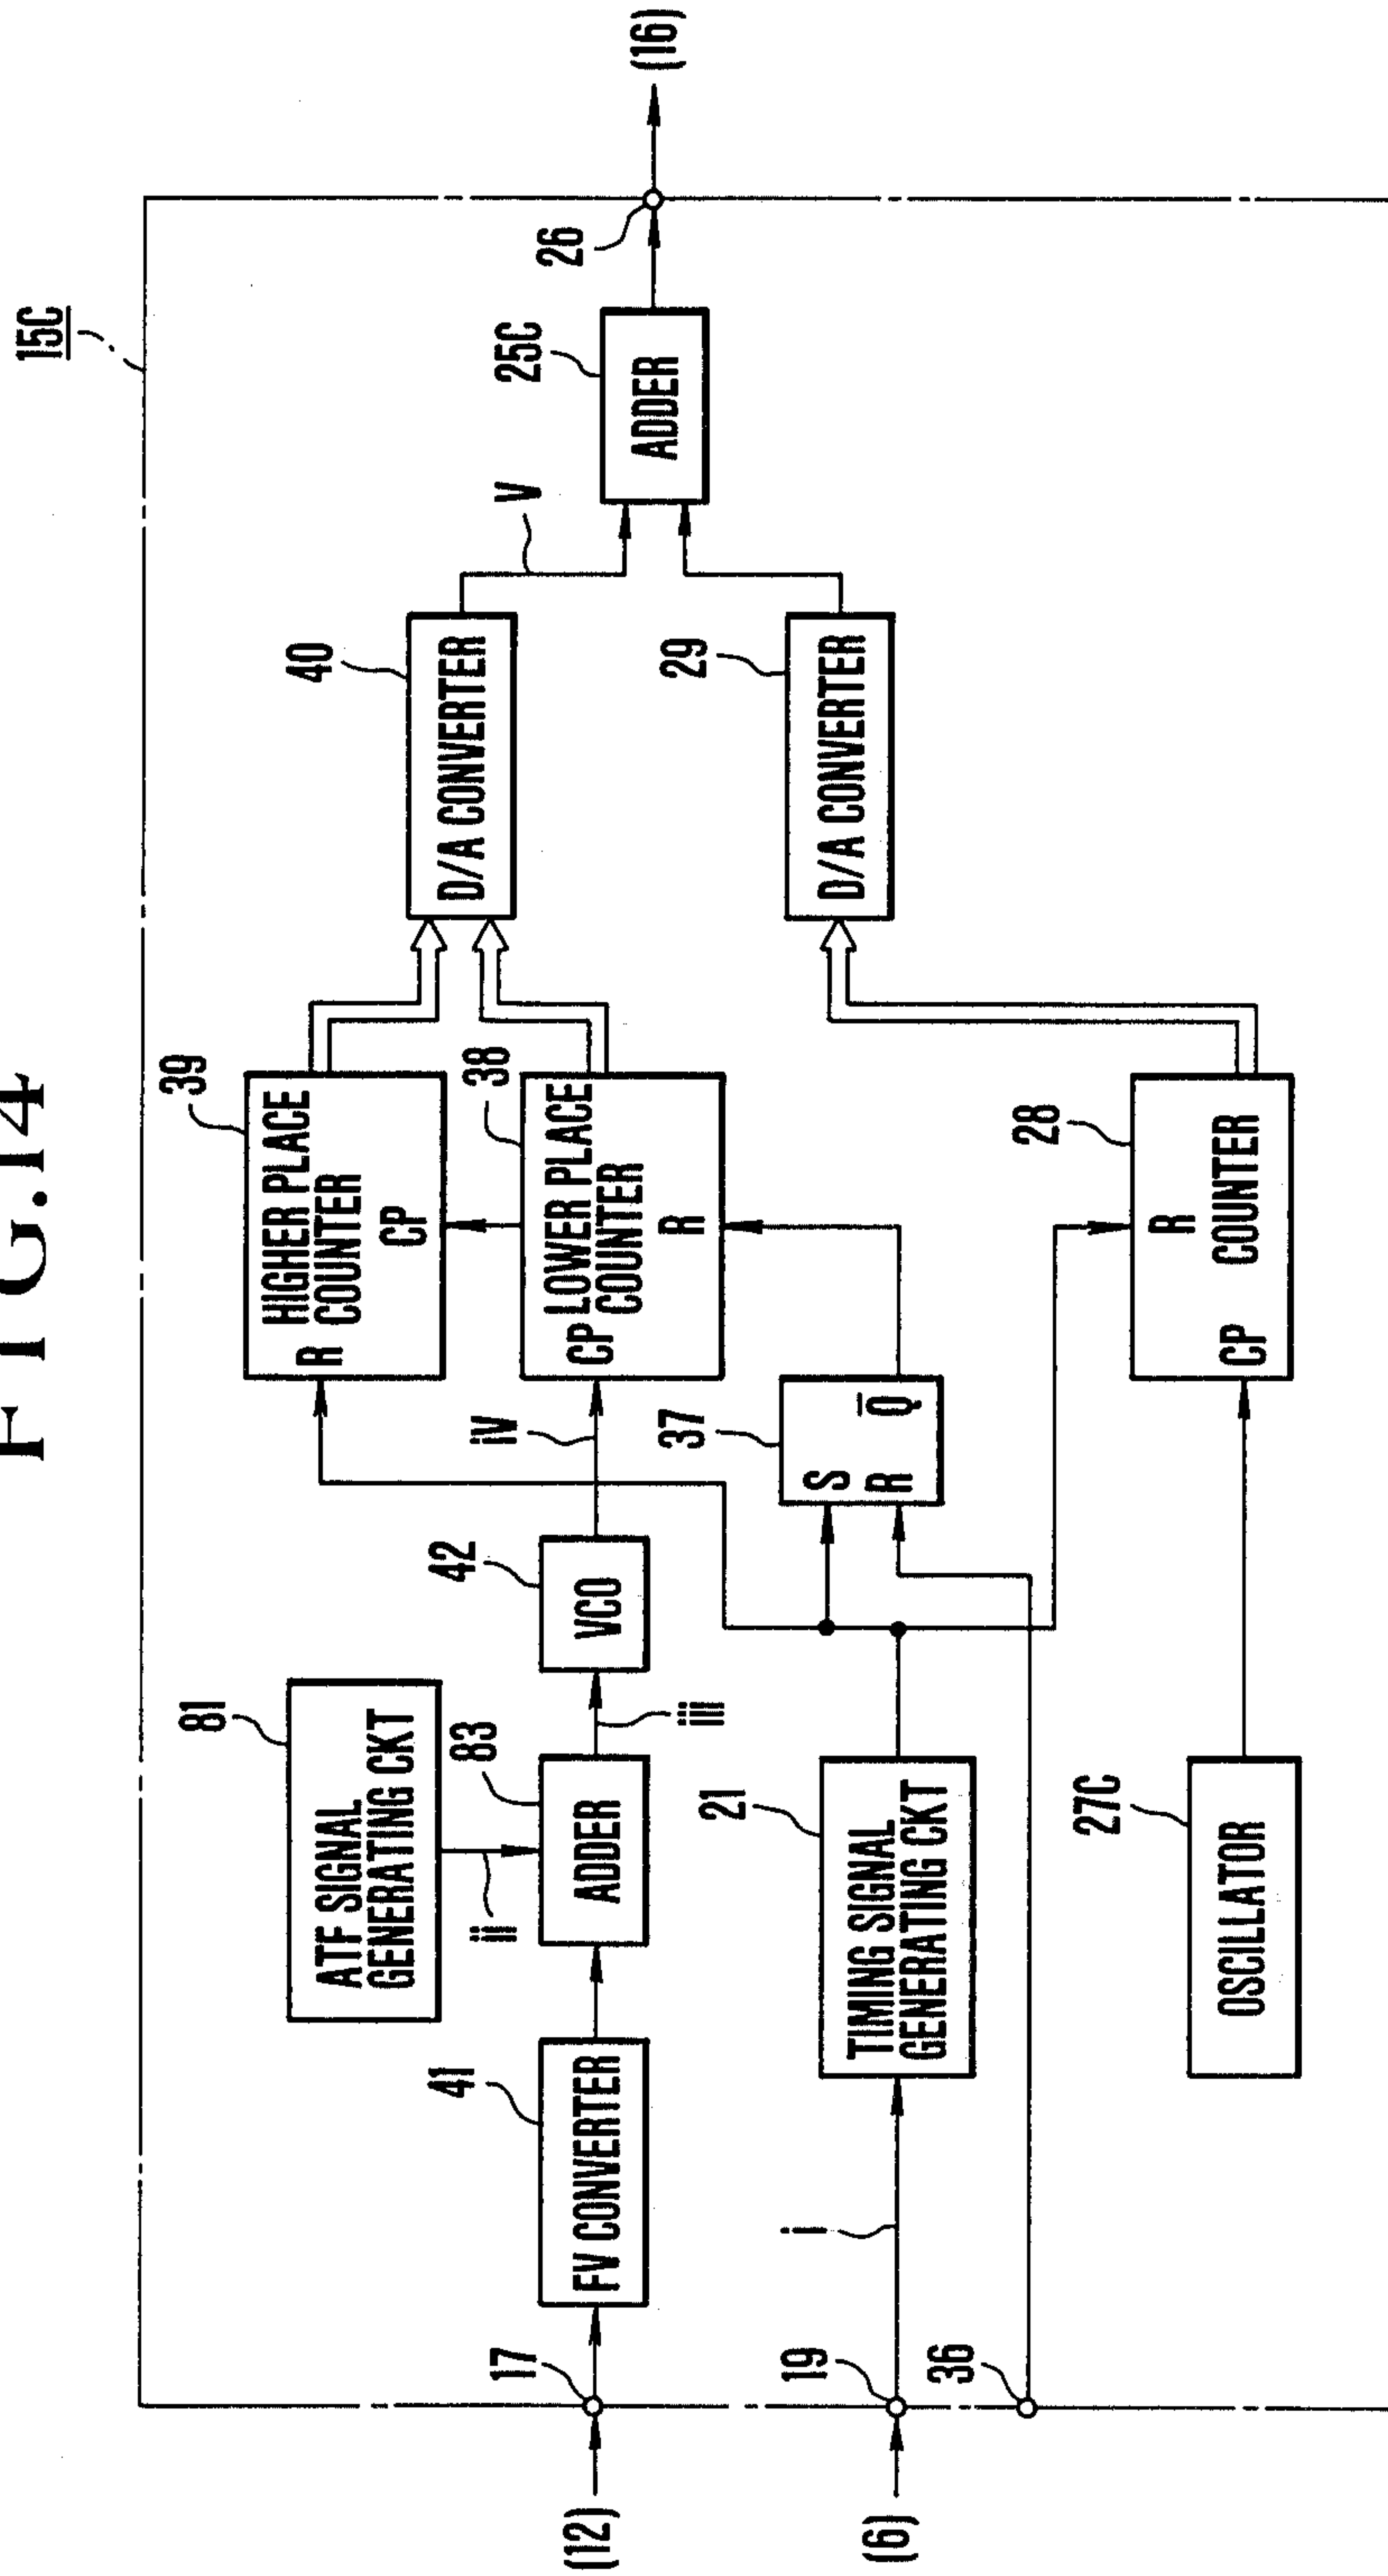 FIG.14
15C
(12)
17
41
FV CONVERTER
81
ATF SIGNAL
GENERATING CKT
ii
83
ADDER
iii
42
VCO
iv
39
HIGHER PLACE
COUNTER
R
CP
38
LOWER PLACE
COUNTER
CP
R
40
D/A CONVERTER
V
25C
ADDER
26
(16)
(6)
19
i
21
TIMING SIGNAL
GENERATING CKT
36
37
S
R
Q̅
29
D/A CONVERTER
27C
OSCILLATOR
28
R
COUNTER
CP